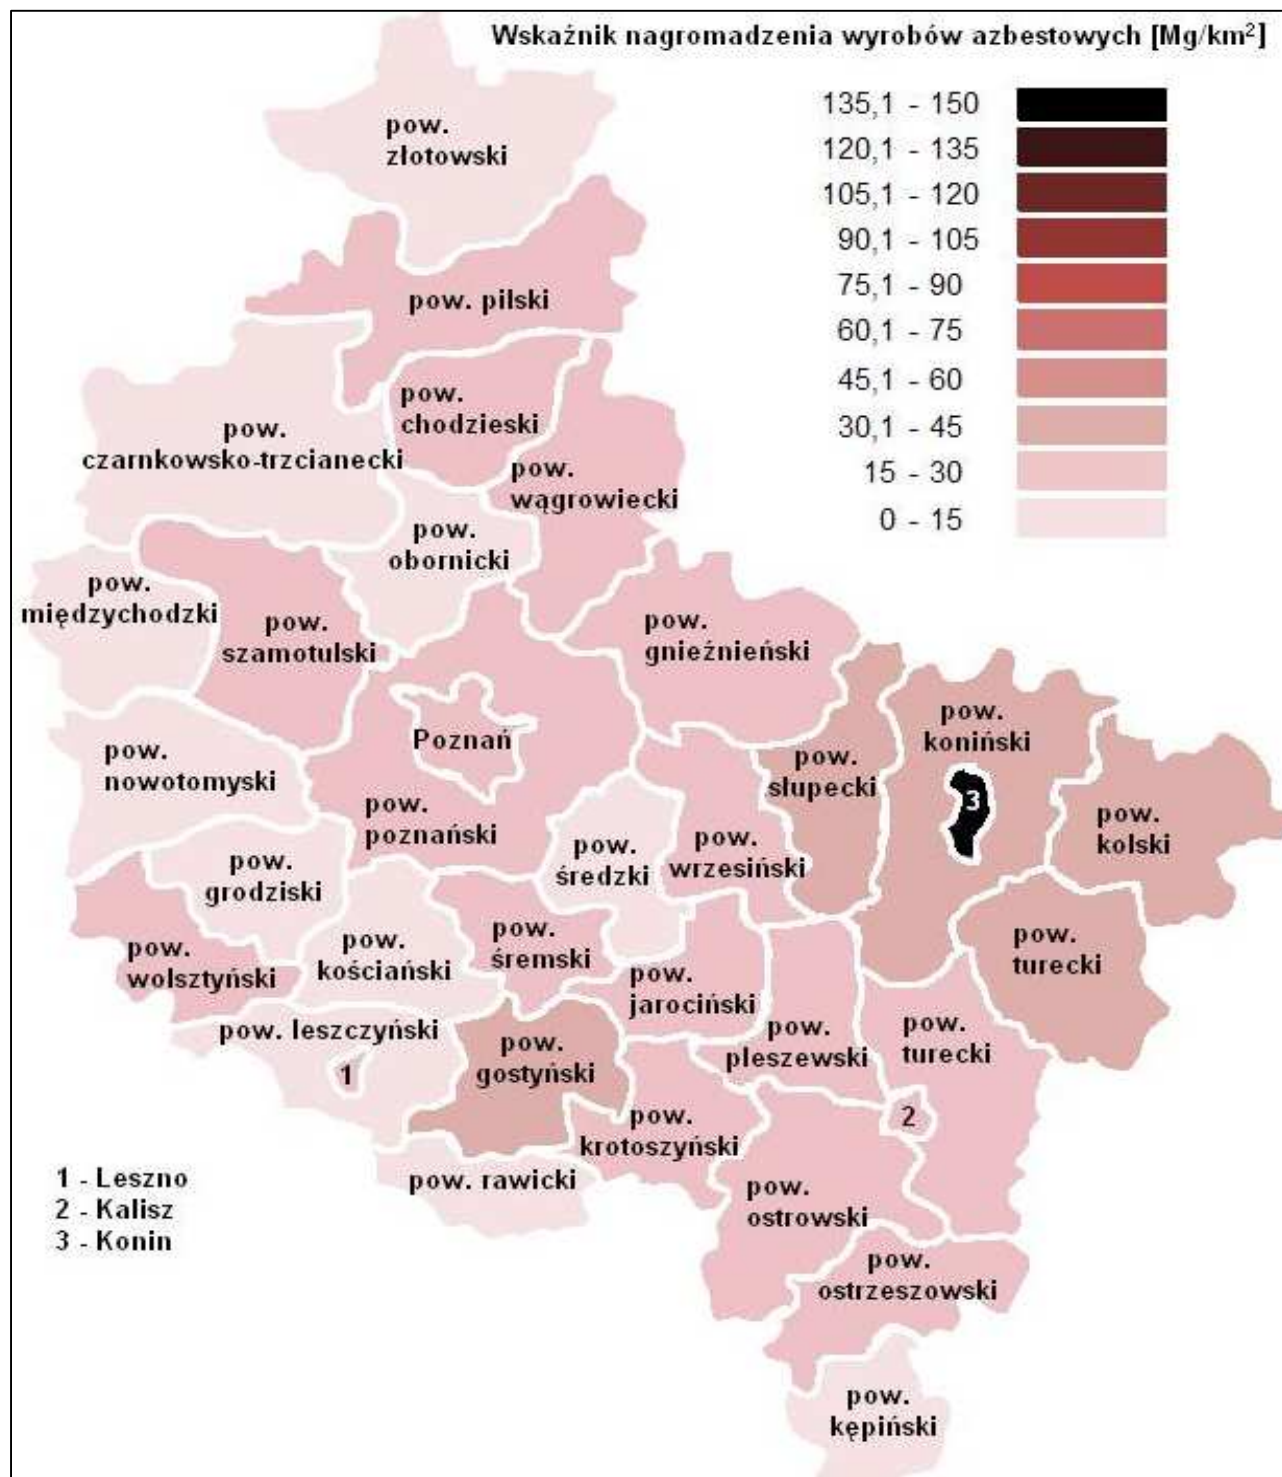 Wskaźnik nagromadzenia wyrobów azbestowych [Mg/km²]
135,1 - 150
120,1 - 135
105,1 - 120
90,1 - 105
75,1 - 90
60,1 - 75
45,1 - 60
30,1 - 45
15 - 30
0 - 15
pow.
złotowski
pow. pilski
pow.
chodzieski
pow.
czarnkowsko-trzcianecki
pow.
wągrowiecki
pow.
obornicki
pow.
międzychodzki
pow.
szamotulski
pow.
gnieźnieński
pow.
koniński
Poznań
pow.
nowotomyski
pow.
słupecki
3
pow.
poznański
pow.
kolski
pow.
średzki
pow.
wrzesiński
pow.
grodziski
pow.
kościański
pow.
śremski
pow.
turecki
pow.
wolsztyński
pow.
jarociński
pow. leszczyński
1
pow.
gostyński
pow.
pleszewski
pow.
turecki
2
pow.
krotoszyński
pow. rawicki
pow.
ostrowski
1 - Leszno
2 - Kalisz
3 - Konin
pow.
ostrzeszowski
pow.
kępiński